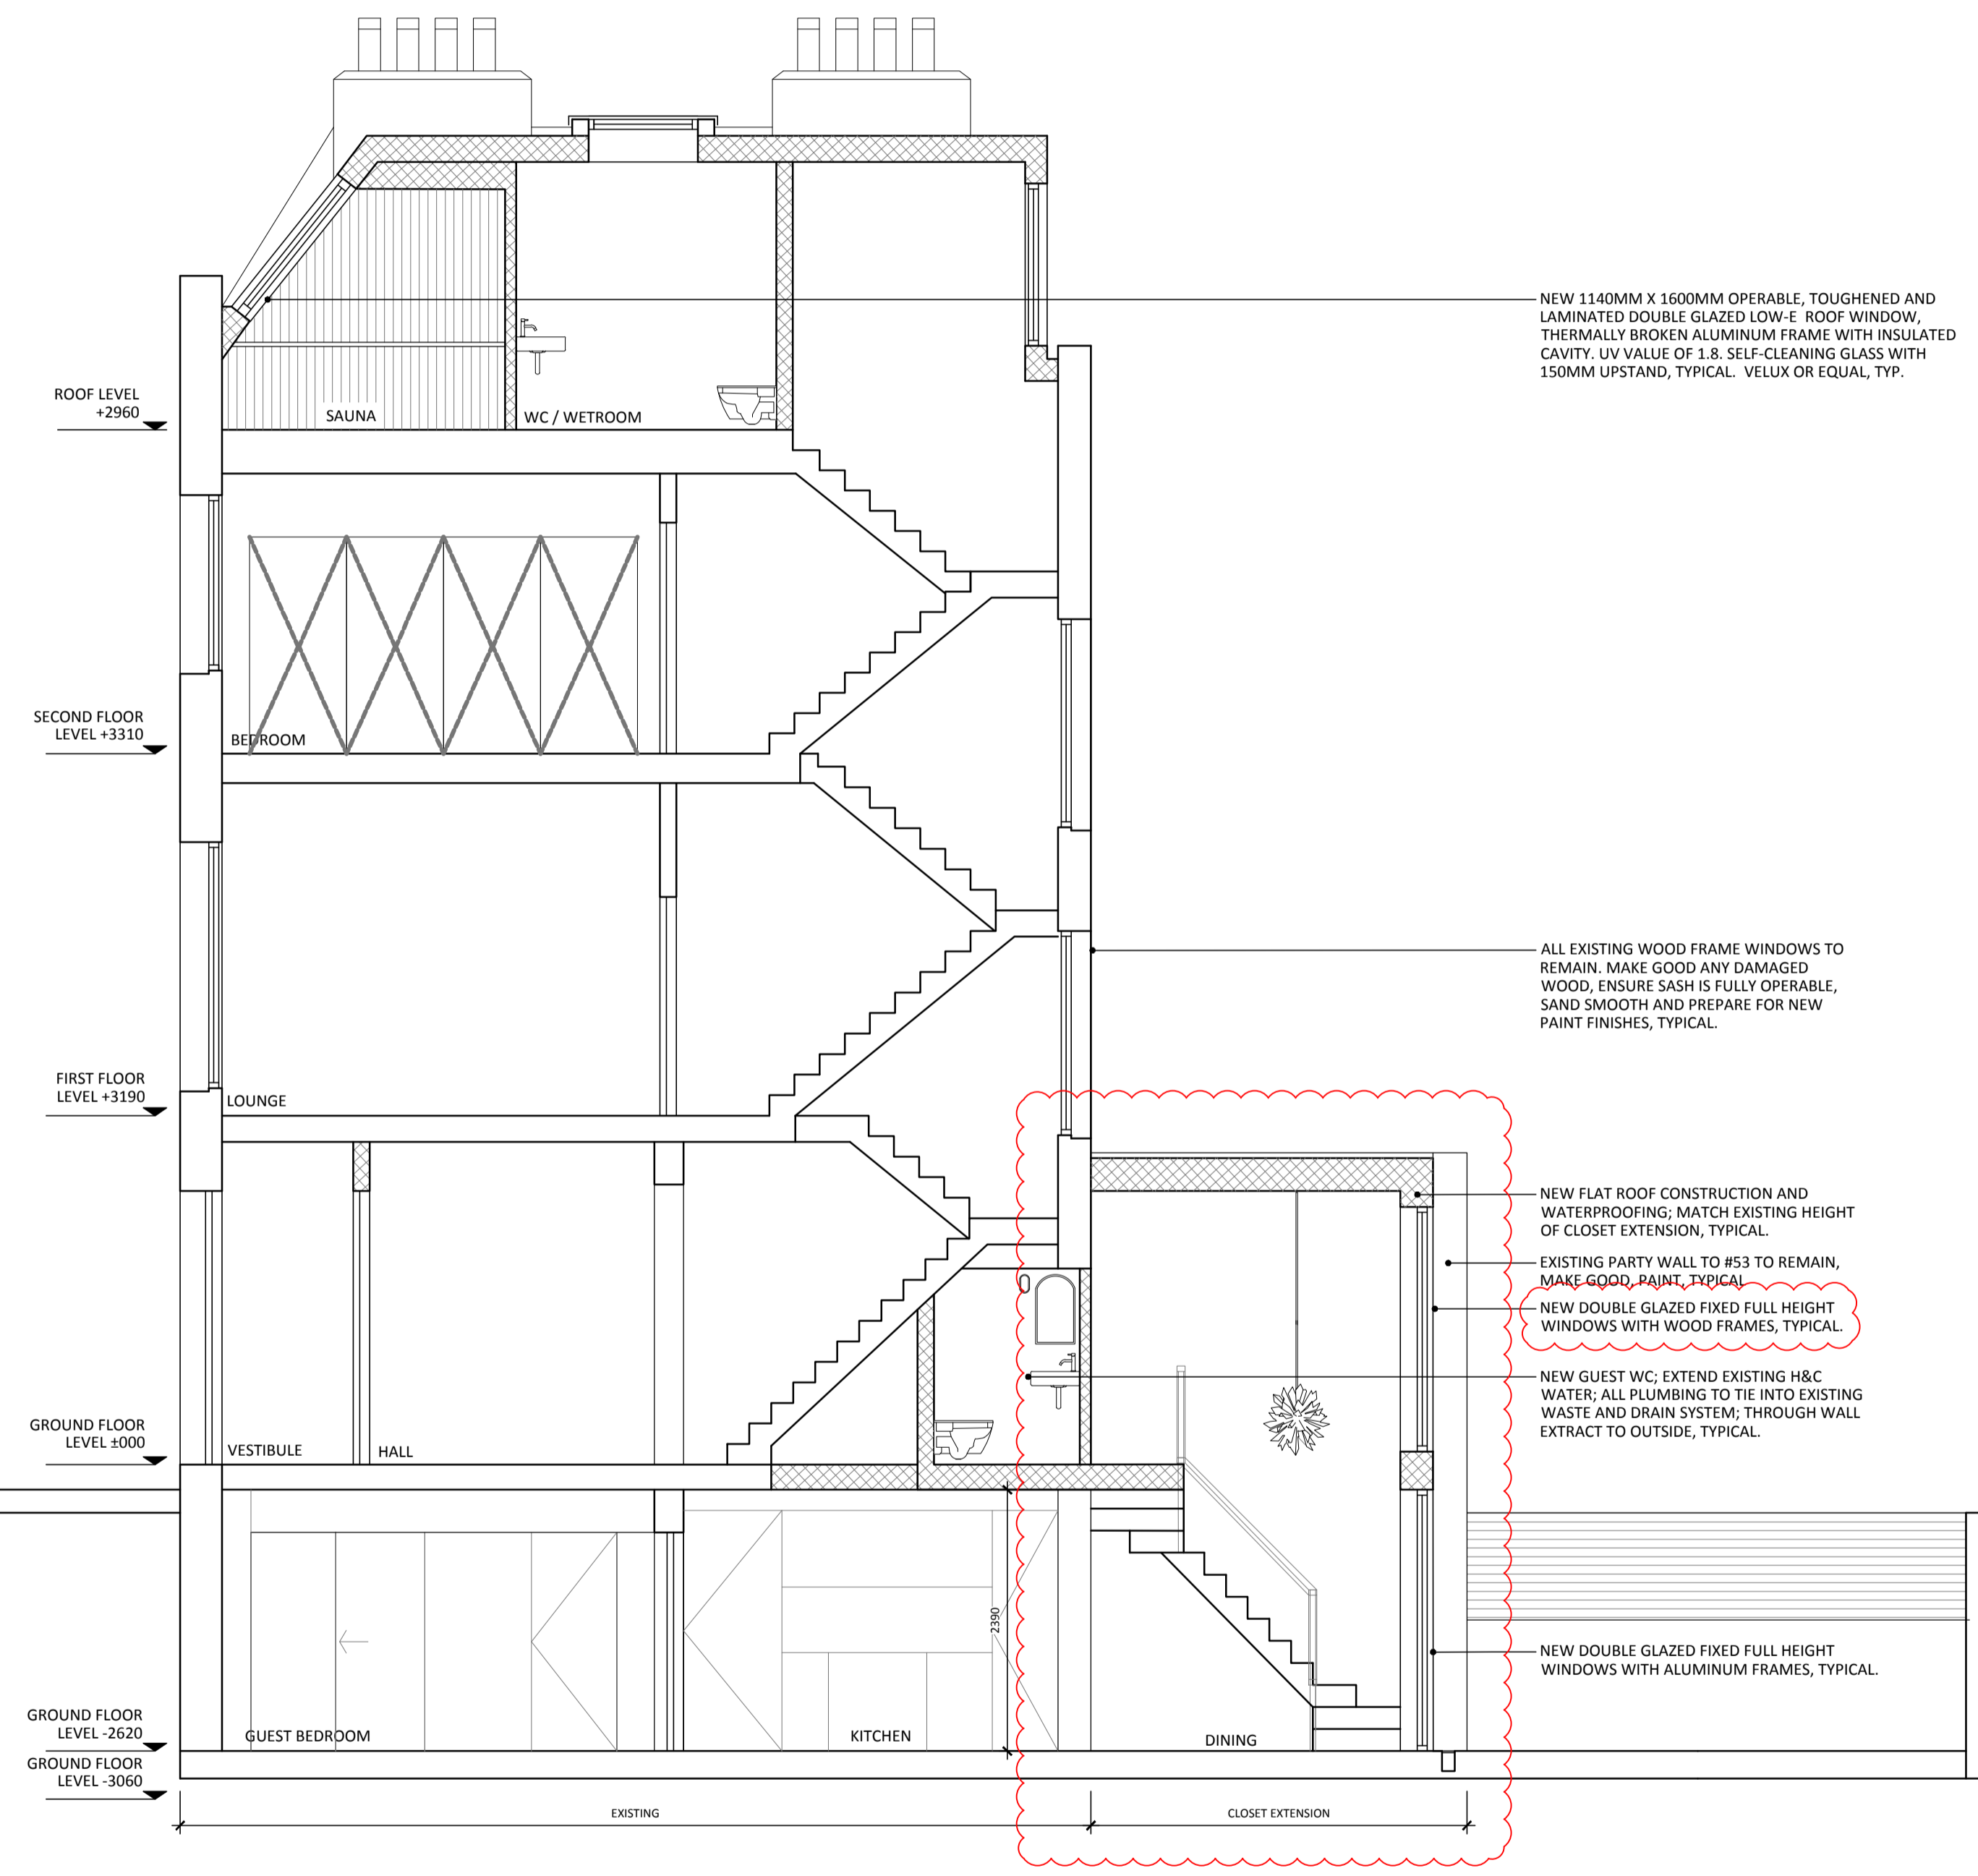 NEW 1140MM X 1600MM OPERABLE, TOUGHENED AND
LAMINATED DOUBLE GLAZED LOW-E ROOF WINDOW,
THERMALLY BROKEN ALUMINUM FRAME WITH INSULATED
CAVITY. UV VALUE OF 1.8. SELF-CLEANING GLASS WITH
150MM UPSTAND, TYPICAL. VELUX OR EQUAL, TYP.
ROOF LEVEL
+2960
SAUNA
WC / WETROOM
SECOND FLOOR
LEVEL +3310
BEDROOM
ALL EXISTING WOOD FRAME WINDOWS TO
REMAIN. MAKE GOOD ANY DAMAGED
WOOD, ENSURE SASH IS FULLY OPERABLE,
SAND SMOOTH AND PREPARE FOR NEW
PAINT FINISHES, TYPICAL.
FIRST FLOOR
LEVEL +3190
LOUNGE
NEW FLAT ROOF CONSTRUCTION AND
WATERPROOFING; MATCH EXISTING HEIGHT
OF CLOSET EXTENSION, TYPICAL.
EXISTING PARTY WALL TO #53 TO REMAIN,
MAKE GOOD, PAINT, TYPICAL
NEW DOUBLE GLAZED FIXED FULL HEIGHT
WINDOWS WITH WOOD FRAMES, TYPICAL.
NEW GUEST WC; EXTEND EXISTING H&C
WATER; ALL PLUMBING TO TIE INTO EXISTING
WASTE AND DRAIN SYSTEM; THROUGH WALL
EXTRACT TO OUTSIDE, TYPICAL.
GROUND FLOOR
LEVEL ±000
VESTIBULE
HALL
2390
NEW DOUBLE GLAZED FIXED FULL HEIGHT
WINDOWS WITH ALUMINUM FRAMES, TYPICAL.
GROUND FLOOR
LEVEL -2620
GUEST BEDROOM
KITCHEN
DINING
GROUND FLOOR
LEVEL -3060
EXISTING
CLOSET EXTENSION